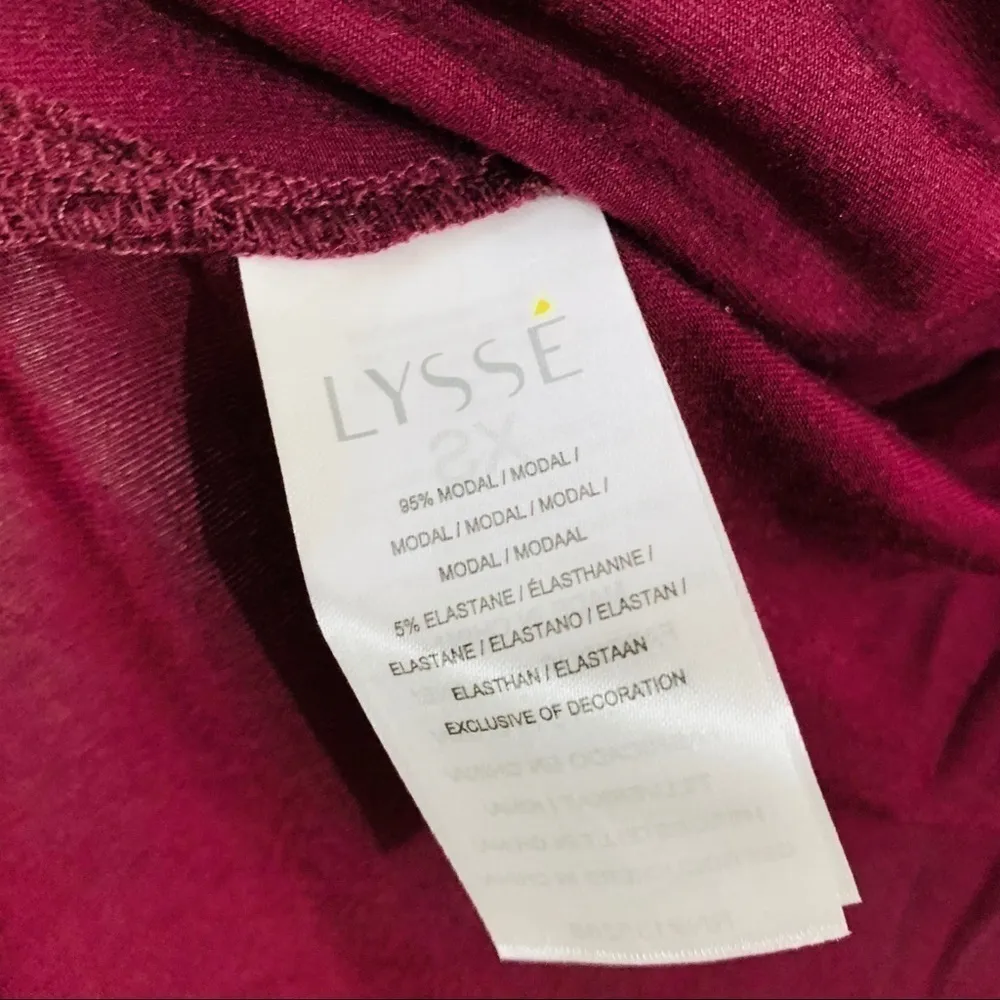 LYSSÉ
95% MODAL / MODAL /
MODAL / MODAL / MODAL /
MODAL / MODAAL
5% ELASTANE / ÉLASTHANNE /
ELASTANE / ELASTANO / ELASTAN /
ELASTHAN / ELASTAAN
EXCLUSIVE OF DECORATION